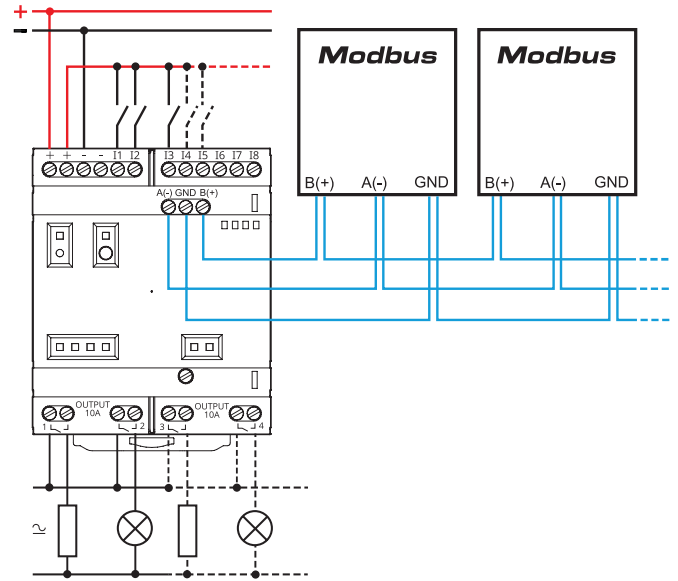 +
-
Modbus Modbus
+ + - - I1 I2 I3 I4 I5 I6 I7 I8
B(+) A(-) GND B(+) A(-) GND
A(-) GND B(+)
OUTPUT 10A OUTPUT 10A
1 2 3 4